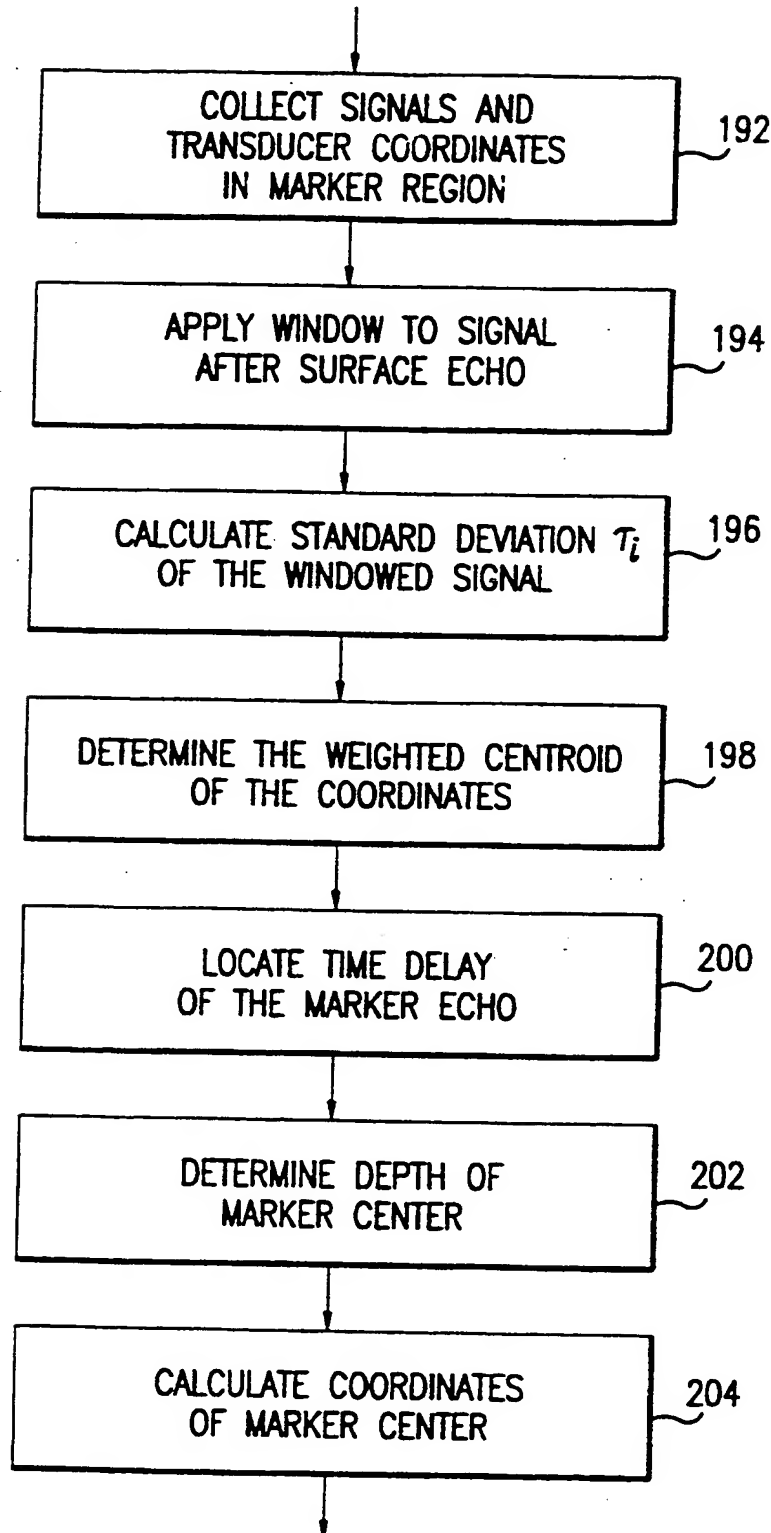 COLLECT SIGNALS AND
TRANSDUCER COORDINATES
IN MARKER REGION
192
APPLY WINDOW TO SIGNAL
AFTER SURFACE ECHO
194
CALCULATE STANDARD DEVIATION τi
OF THE WINDOWED SIGNAL
196
DETERMINE THE WEIGHTED CENTROID
OF THE COORDINATES
198
LOCATE TIME DELAY
OF THE MARKER ECHO
200
DETERMINE DEPTH OF
MARKER CENTER
202
CALCULATE COORDINATES
OF MARKER CENTER
204